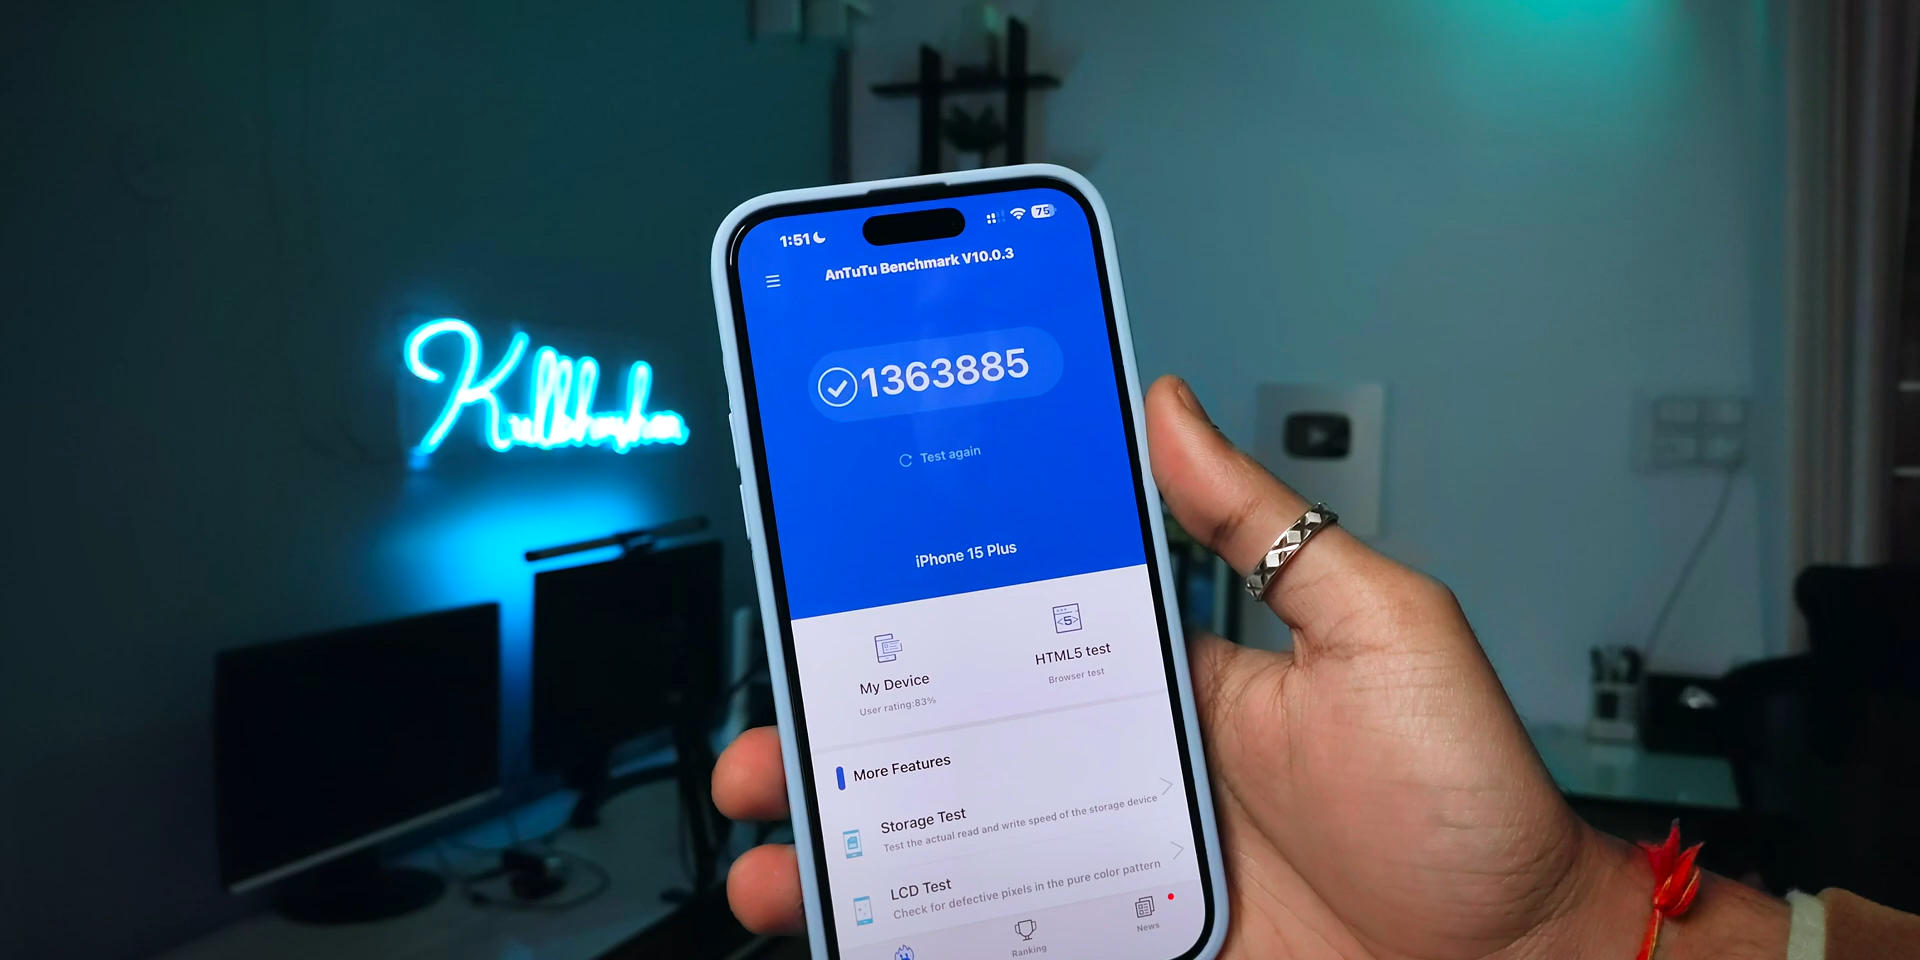 Kulbhushan
1:51
75
AnTuTu Benchmark V10.0.3
1363885
Test again
iPhone 15 Plus
My Device
User rating:83%
HTML5 test
Browser test
More Features
Storage Test
Test the actual read and write speed of the storage device
LCD Test
Check for defective pixels in the pure color pattern
Ranking
News